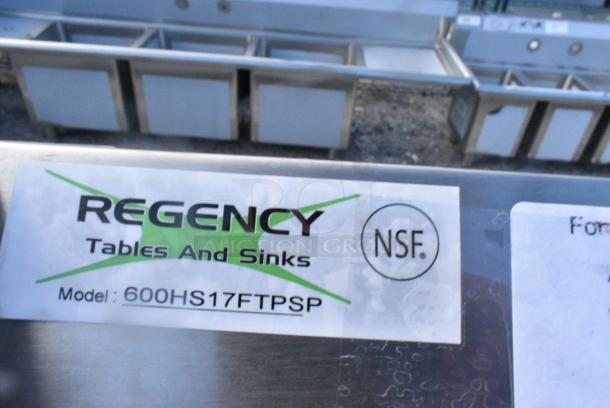 REGENCY
Tables And Sinks
NSF®
Model: 600HS17FTPSP
For